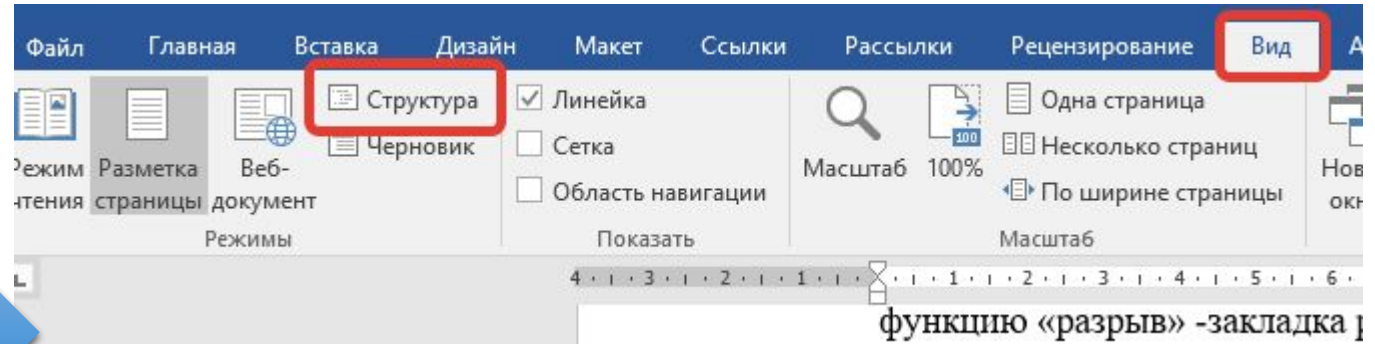 Файл Главная Вставка Дизайн Макет Ссылки Рассылки Рецензирование Вид
Структура Линейка Одна страница
Черновик Сетка Несколько страниц
Режим чтения Разметка страницы Веб-документ Область навигации Масштаб 100% По ширине страницы
Режимы Показать Масштаб
4 3 2 1 1 2 3 4 5 6
функцию «разрыв» -закладка